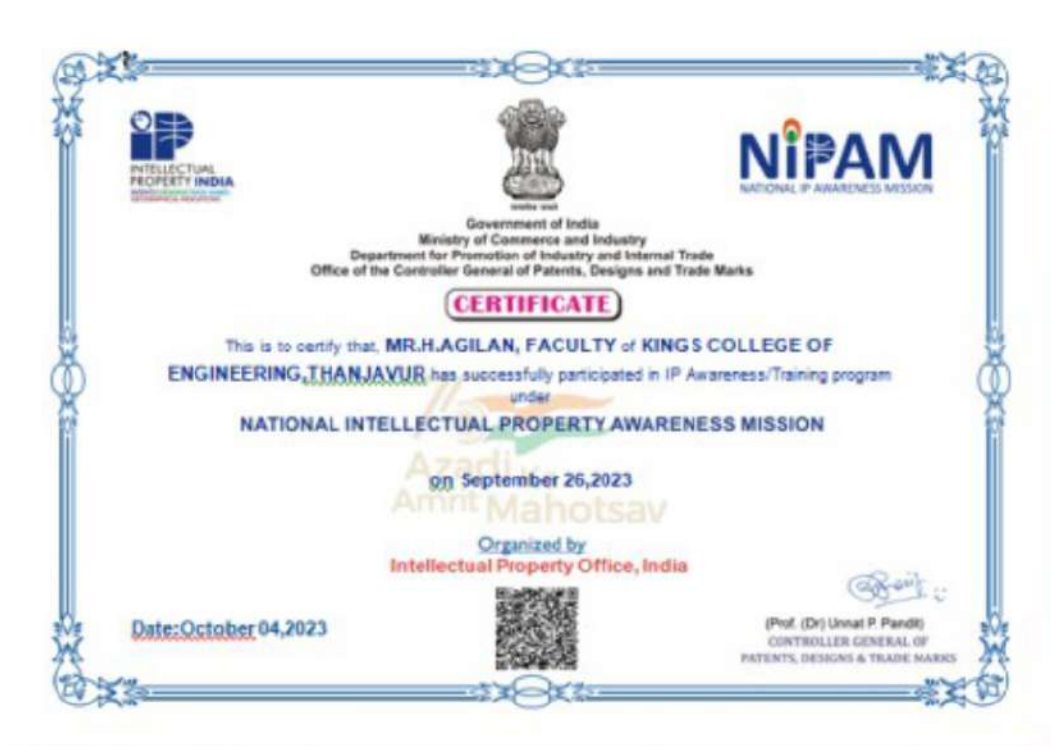 iP
INTELLECTUAL
PROPERTY INDIA
NiPAM
NATIONAL IP AWARENESS MISSION
Government of India
Ministry of Commerce and Industry
Department for Promotion of Industry and Internal Trade
Office of the Controller General of Patents, Designs and Trade Marks
CERTIFICATE
This is to certify that, MR.H.AGILAN, FACULTY of KINGS COLLEGE OF
ENGINEERING,THANJAVUR has successfully participated in IP Awareness/Training program
under
NATIONAL INTELLECTUAL PROPERTY AWARENESS MISSION
Azadi Ka
Amrit Mahotsav
on September 26,2023
Organized by
Intellectual Property Office, India
Date:October 04,2023
(Prof. (Dr) Unnat P. Pandit)
CONTROLLER GENERAL OF
PATENTS, DESIGNS & TRADE MARKS